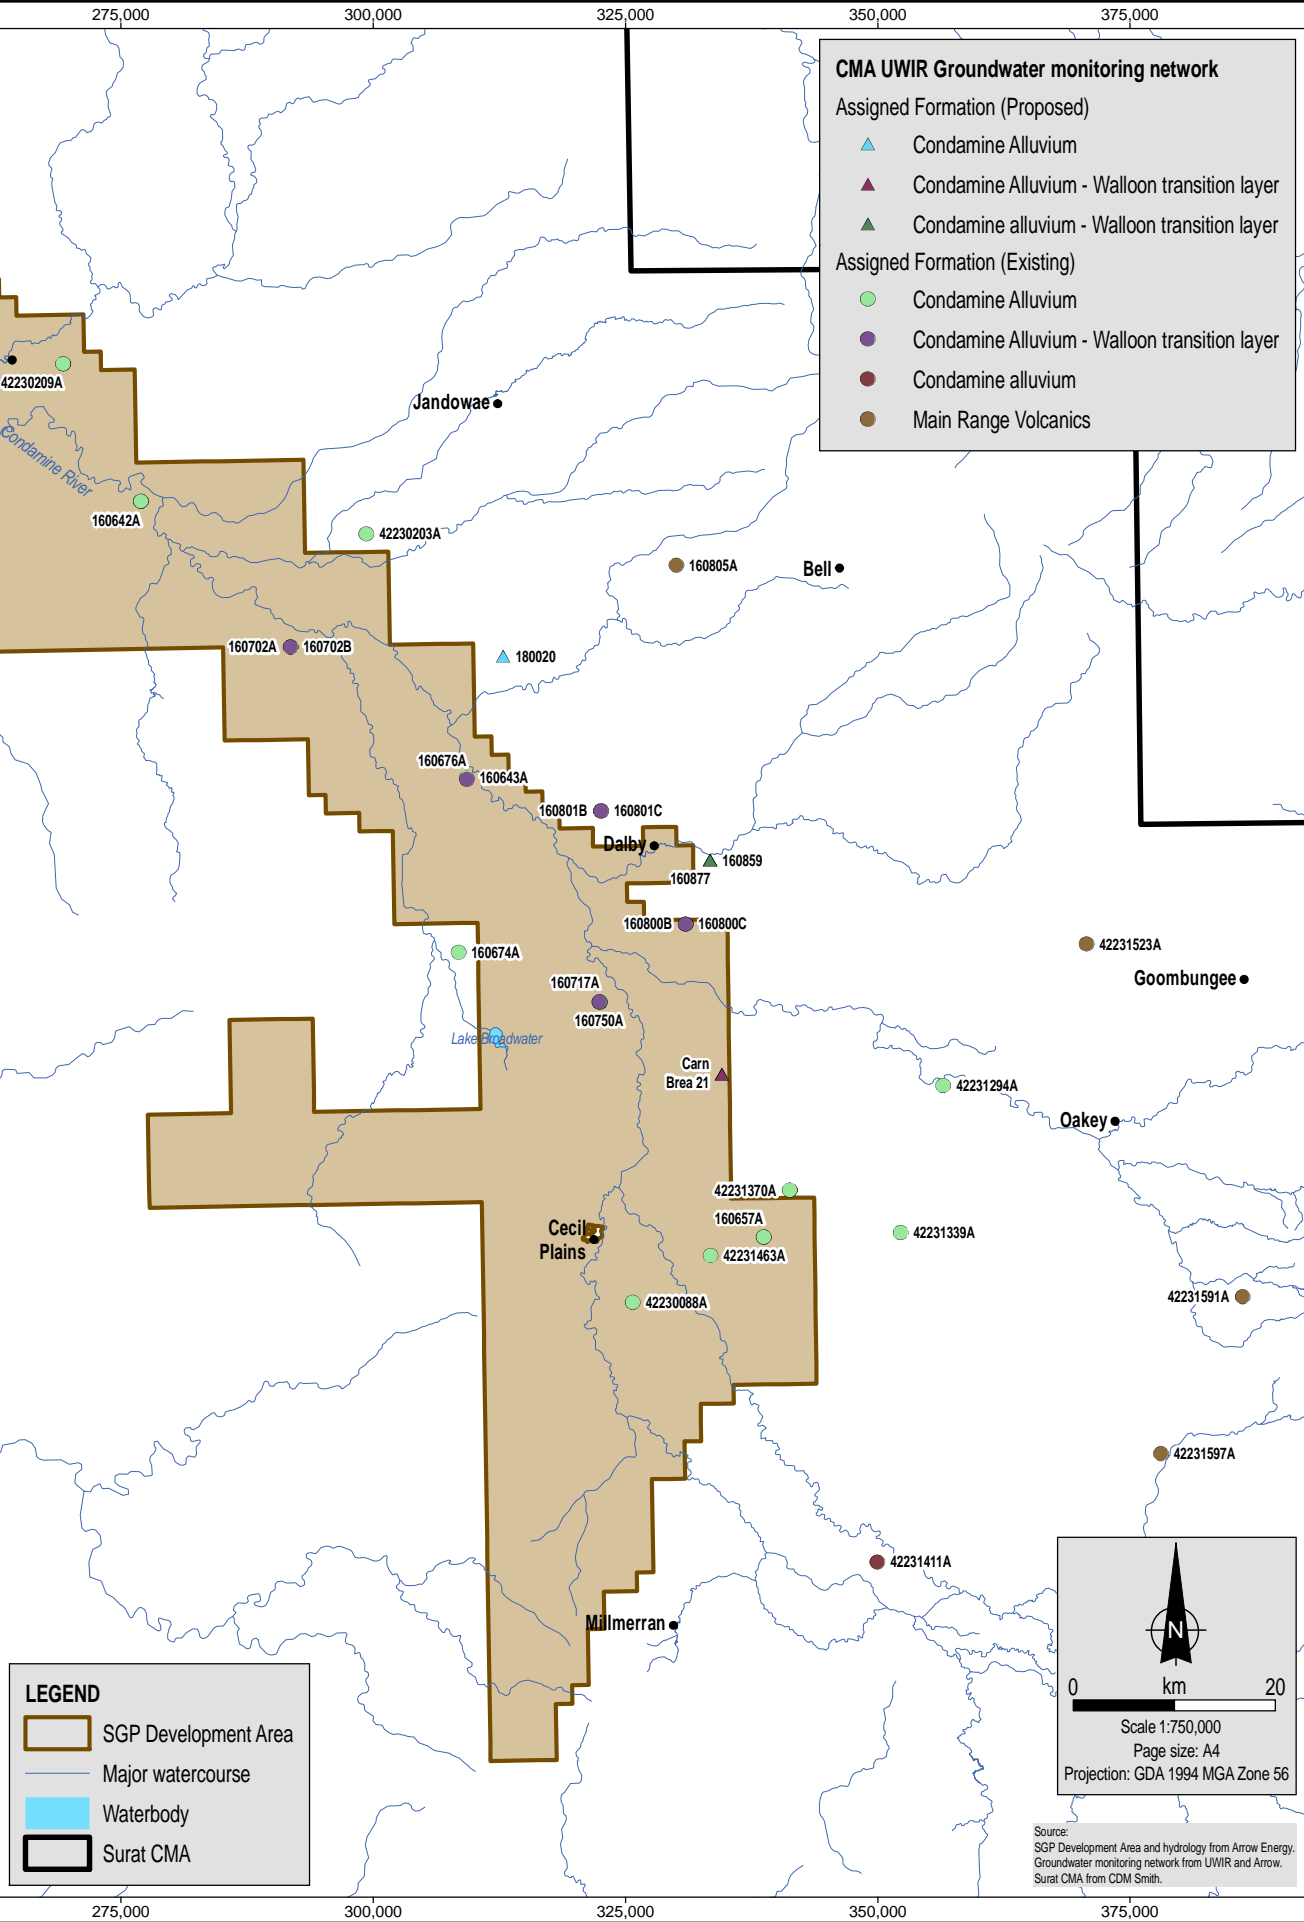 275,000
300,000
325,000
350,000
375,000
CMA UWIR Groundwater monitoring network
Assigned Formation (Proposed)
Condamine Alluvium
Condamine Alluvium - Walloon transition layer
Condamine alluvium - Walloon transition layer
Assigned Formation (Existing)
Condamine Alluvium
Condamine Alluvium - Walloon transition layer
Condamine alluvium
Main Range Volcanics
42230209A
Jandowae
Condamine River
160642A
42230203A
160805A
Bell
160702A
160702B
180020
160676A
160643A
160801B
160801C
Dalby
160859
160877
160800B
160800C
42231523A
160674A
Goombungee
160717A
160750A
Lake Broadwater
Carn
Brea 21
42231294A
Oakey
42231370A
160657A
Cecil
Plains
42231339A
42231463A
42231591A
42230088A
42231597A
42231411A
Millmerran
N
0 km 20
Scale 1:750,000
Page size: A4
Projection: GDA 1994 MGA Zone 56
LEGEND
SGP Development Area
Major watercourse
Waterbody
Surat CMA
Source:
SGP Development Area and hydrology from Arrow Energy.
Groundwater monitoring network from UWIR and Arrow.
Surat CMA from CDM Smith.
275,000
300,000
325,000
350,000
375,000